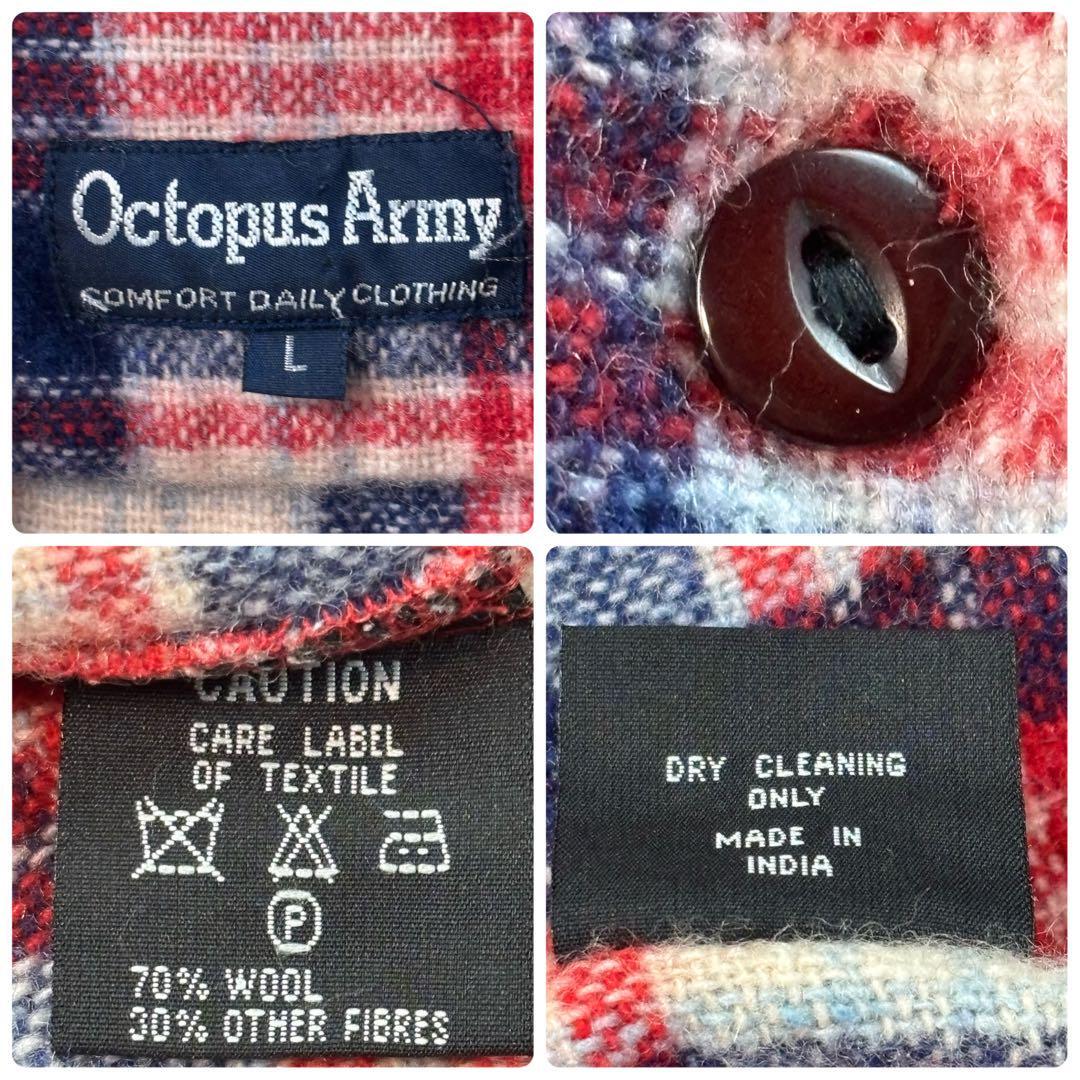 Octopus Army
COMFORT DAILY CLOTHING
L
CAUTION
CARE LABEL
OF TEXTILE
P
70% WOOL
30% OTHER FIBRES
DRY CLEANING
ONLY
MADE IN
INDIA